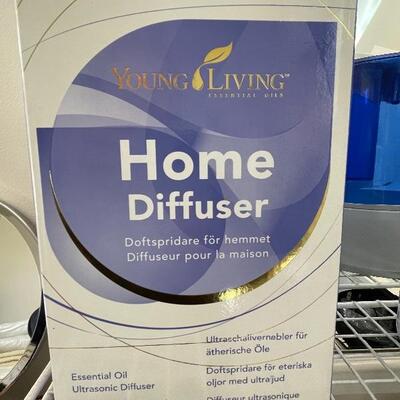 YOUNG LIVING™
ESSENTIAL OILS
Home
Diffuser
Doftspridare för hemmet
Diffuseur pour la maison
Essential Oil
Ultrasonic Diffuser
Ultraschallvernebler für
ätherische Öle
Doftspridare för eteriska
oljor med ultraljud
Diffuseur ultrasonique